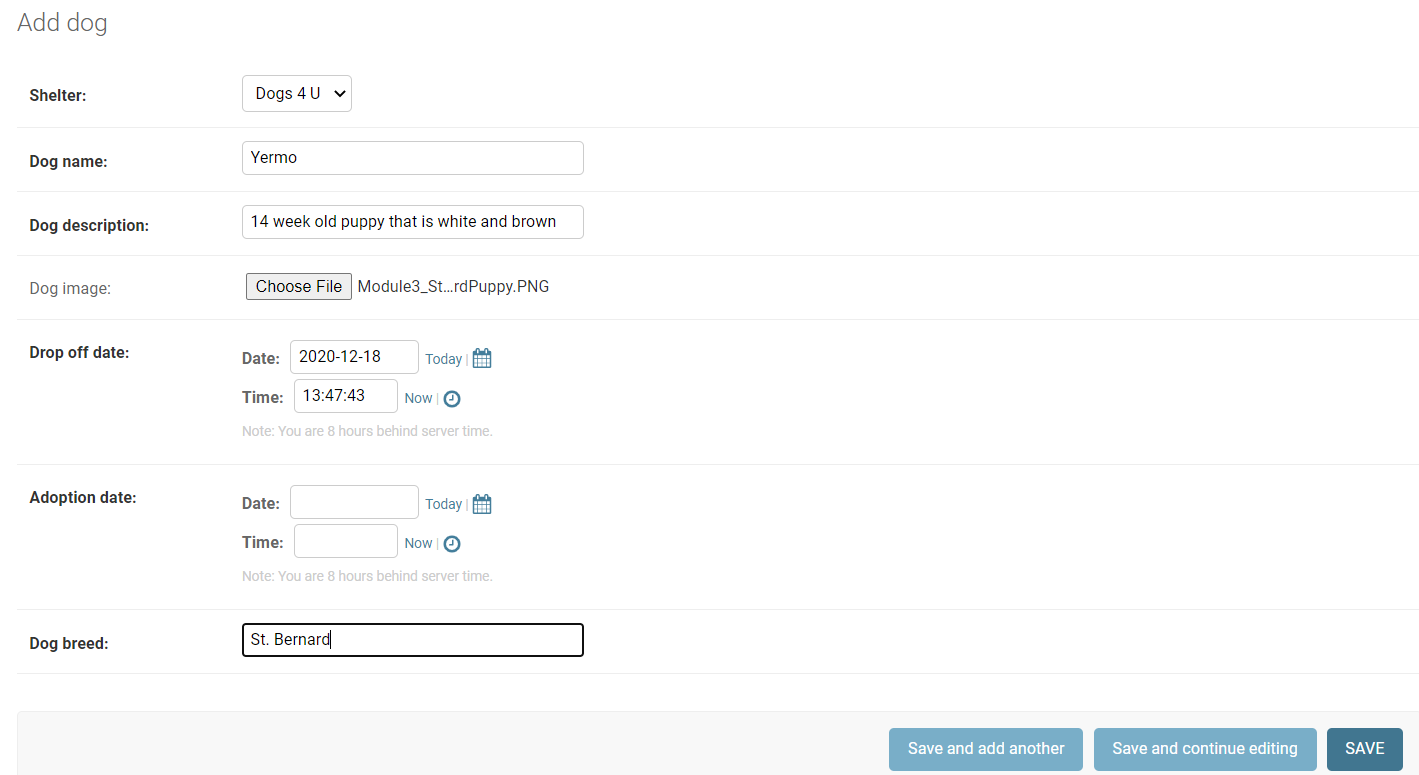 Add dog
Shelter: Dogs 4 U
Dog name: Yermo
Dog description: 14 week old puppy that is white and brown
Dog image: Choose File Module3_St...rdPuppy.PNG
Drop off date:
Date: 2020-12-18 Today |
Time: 13:47:43 Now |
Note: You are 8 hours behind server time.
Adoption date:
Date: Today |
Time: Now |
Note: You are 8 hours behind server time.
Dog breed: St. Bernard
Save and add another Save and continue editing SAVE